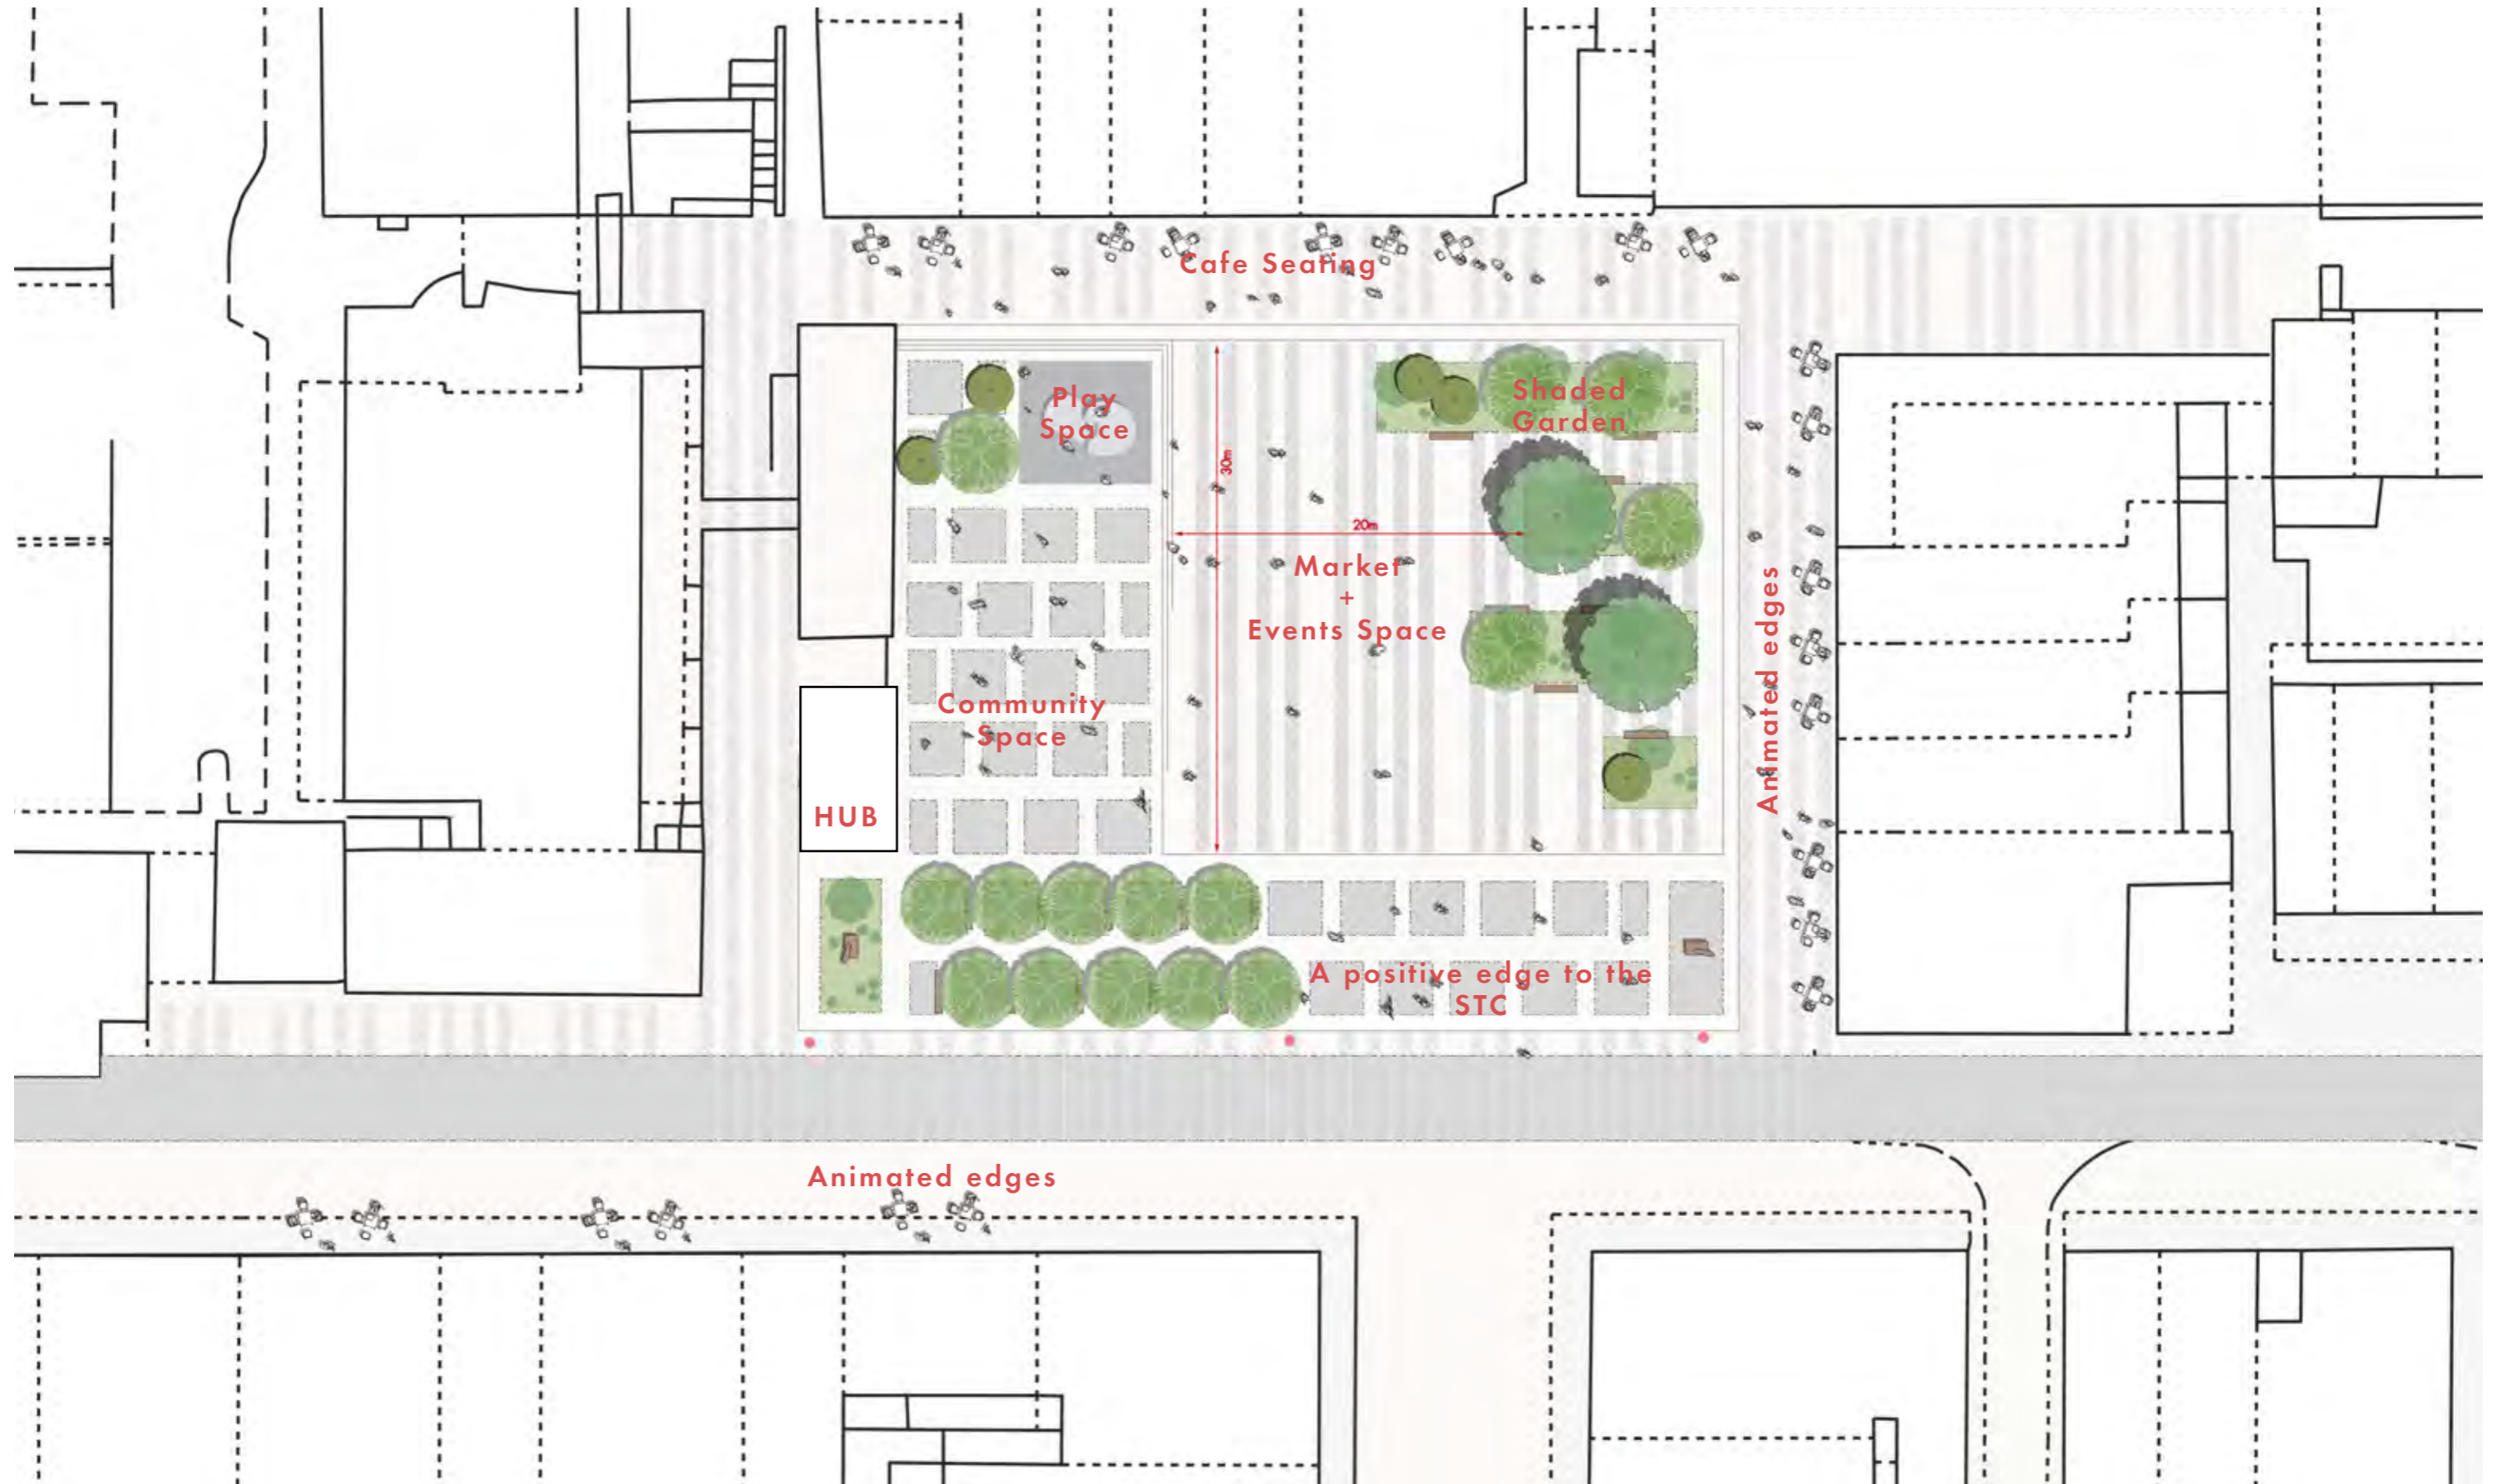 Cafe Seating
Play
Space
Shaded
Garden
30m
20m
Market
+
Events Space
Animated edges
Community
Space
HUB
A positive edge to the
STC
Animated edges